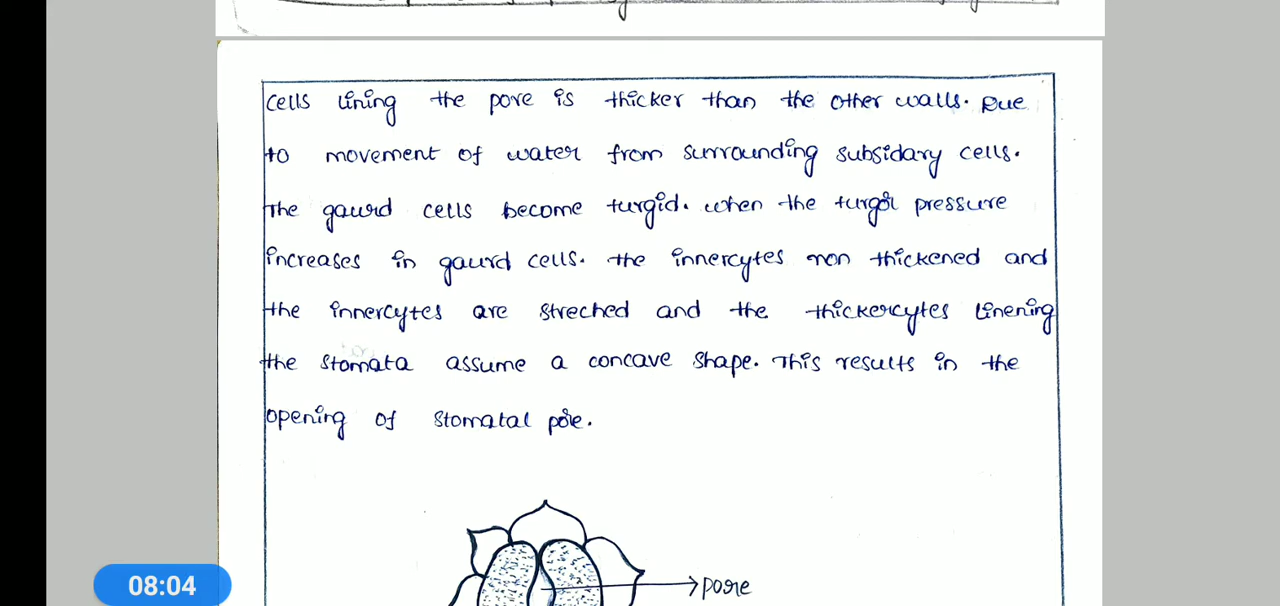 cells lining the pore is thicker than the other walls. Due
to movement of water from surrounding subsidary cells.
The gaurd cells become turgid. when the turgor pressure
increases in gaurd cells. the innercytes non thickened and
the innercytes are streched and the thickercytes linening
the stomata assume a concave shape. This results in the
opening of stomatal pore.
pore
08:04